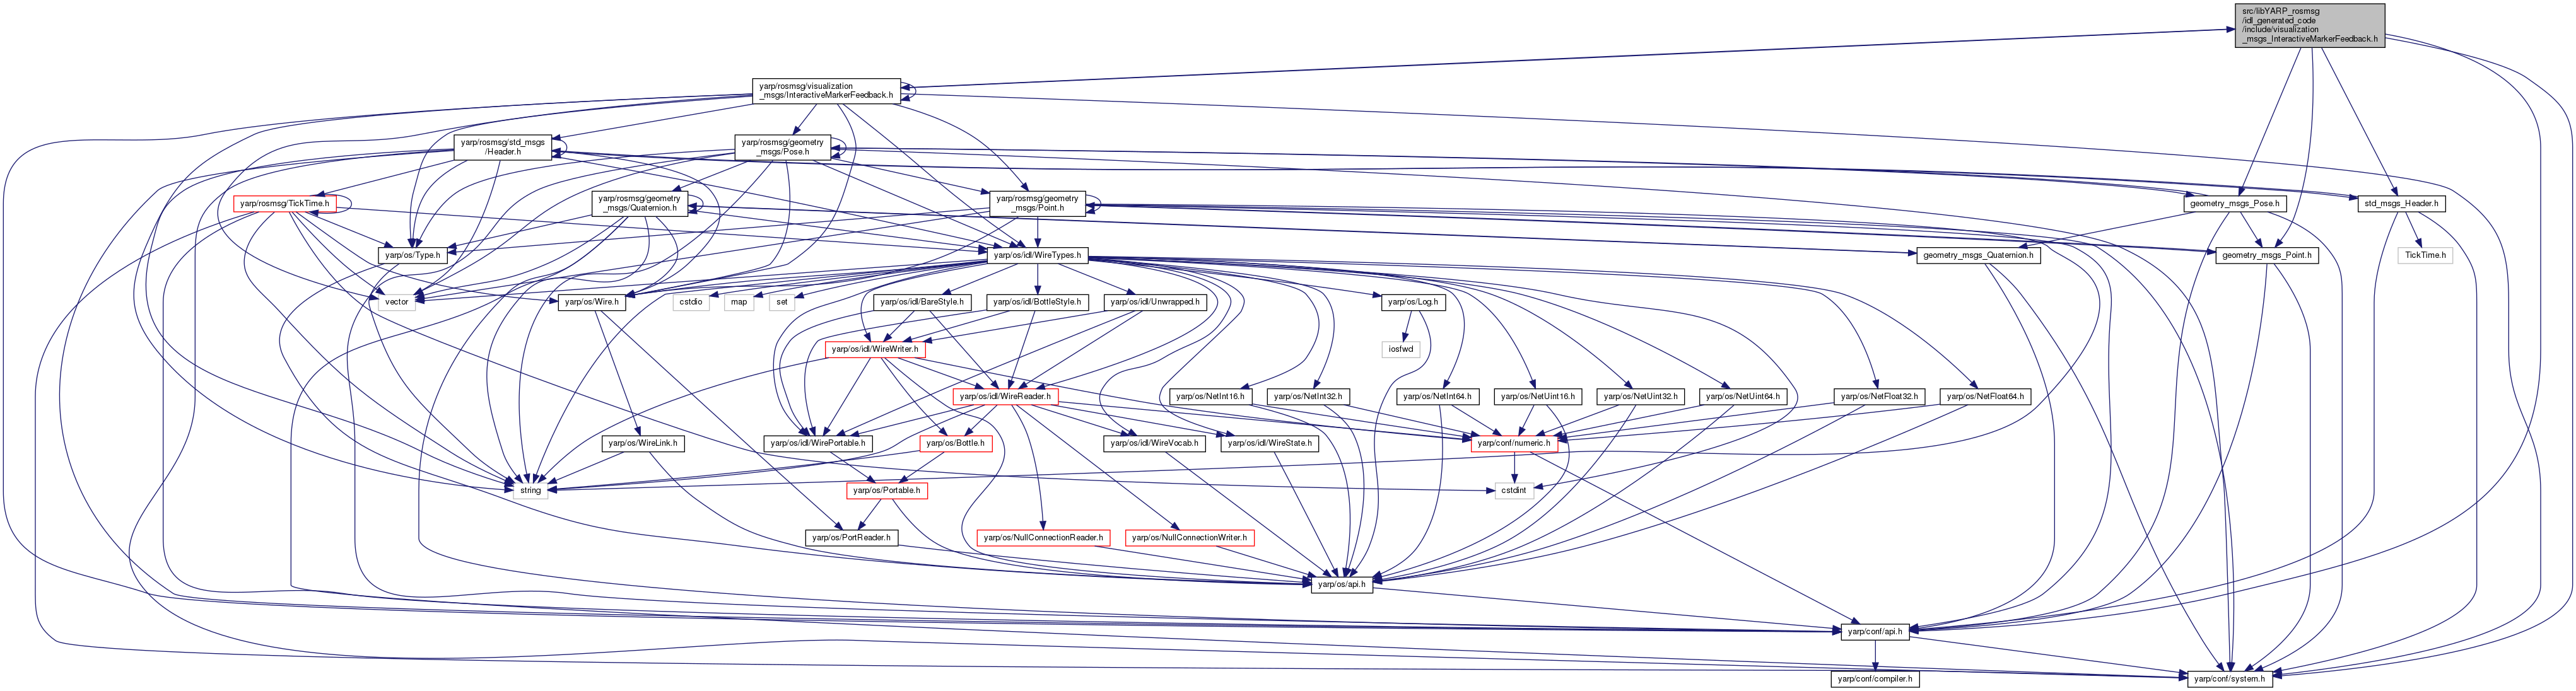 src/libYARP_rosmsg
/idl_generated_code
/include/visualization
_msgs_InteractiveMarkerFeedback.h
yarp/rosmsg/visualization
_msgs/InteractiveMarkerFeedback.h
yarp/rosmsg/std_msgs
/Header.h
yarp/rosmsg/geometry
_msgs/Pose.h
yarp/rosmsg/TickTime.h
yarp/rosmsg/geometry
_msgs/Quaternion.h
yarp/rosmsg/geometry
_msgs/Point.h
geometry_msgs_Pose.h
std_msgs_Header.h
yarp/os/Type.h
yarp/os/idl/WireTypes.h
geometry_msgs_Quaternion.h
geometry_msgs_Point.h
TickTime.h
vector
yarp/os/Wire.h
cstdio
map
set
yarp/os/idl/BareStyle.h
yarp/os/idl/BottleStyle.h
yarp/os/idl/Unwrapped.h
yarp/os/Log.h
yarp/os/idl/WireWriter.h
iosfwd
yarp/os/idl/WireReader.h
yarp/os/NetInt16.h
yarp/os/NetInt32.h
yarp/os/NetInt64.h
yarp/os/NetUint16.h
yarp/os/NetUint32.h
yarp/os/NetUint64.h
yarp/os/NetFloat32.h
yarp/os/NetFloat64.h
yarp/os/WireLink.h
yarp/os/idl/WirePortable.h
yarp/os/Bottle.h
yarp/os/idl/WireVocab.h
yarp/os/idl/WireState.h
yarp/conf/numeric.h
string
yarp/os/Portable.h
cstdint
yarp/os/PortReader.h
yarp/os/NullConnectionReader.h
yarp/os/NullConnectionWriter.h
yarp/os/api.h
yarp/conf/api.h
yarp/conf/compiler.h
yarp/conf/system.h